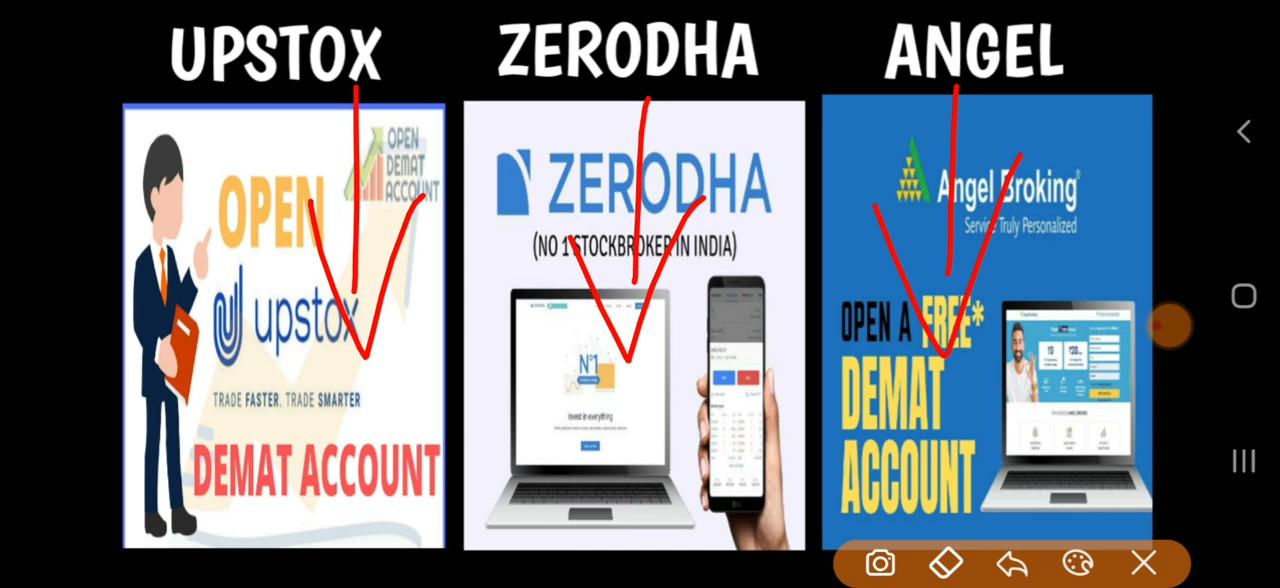 UPSTOX
ZERODHA
ANGEL
OPEN
DEMAT
ACCOUNT
OPEN
upstox
TRADE FASTER. TRADE SMARTER
DEMAT ACCOUNT
ZERODHA
(NO 1 STOCKBROKER IN INDIA)
N°1
Invest in everything
Angel Broking
Service Truly Personalized
OPEN A FREE*
DEMAT
ACCOUNT